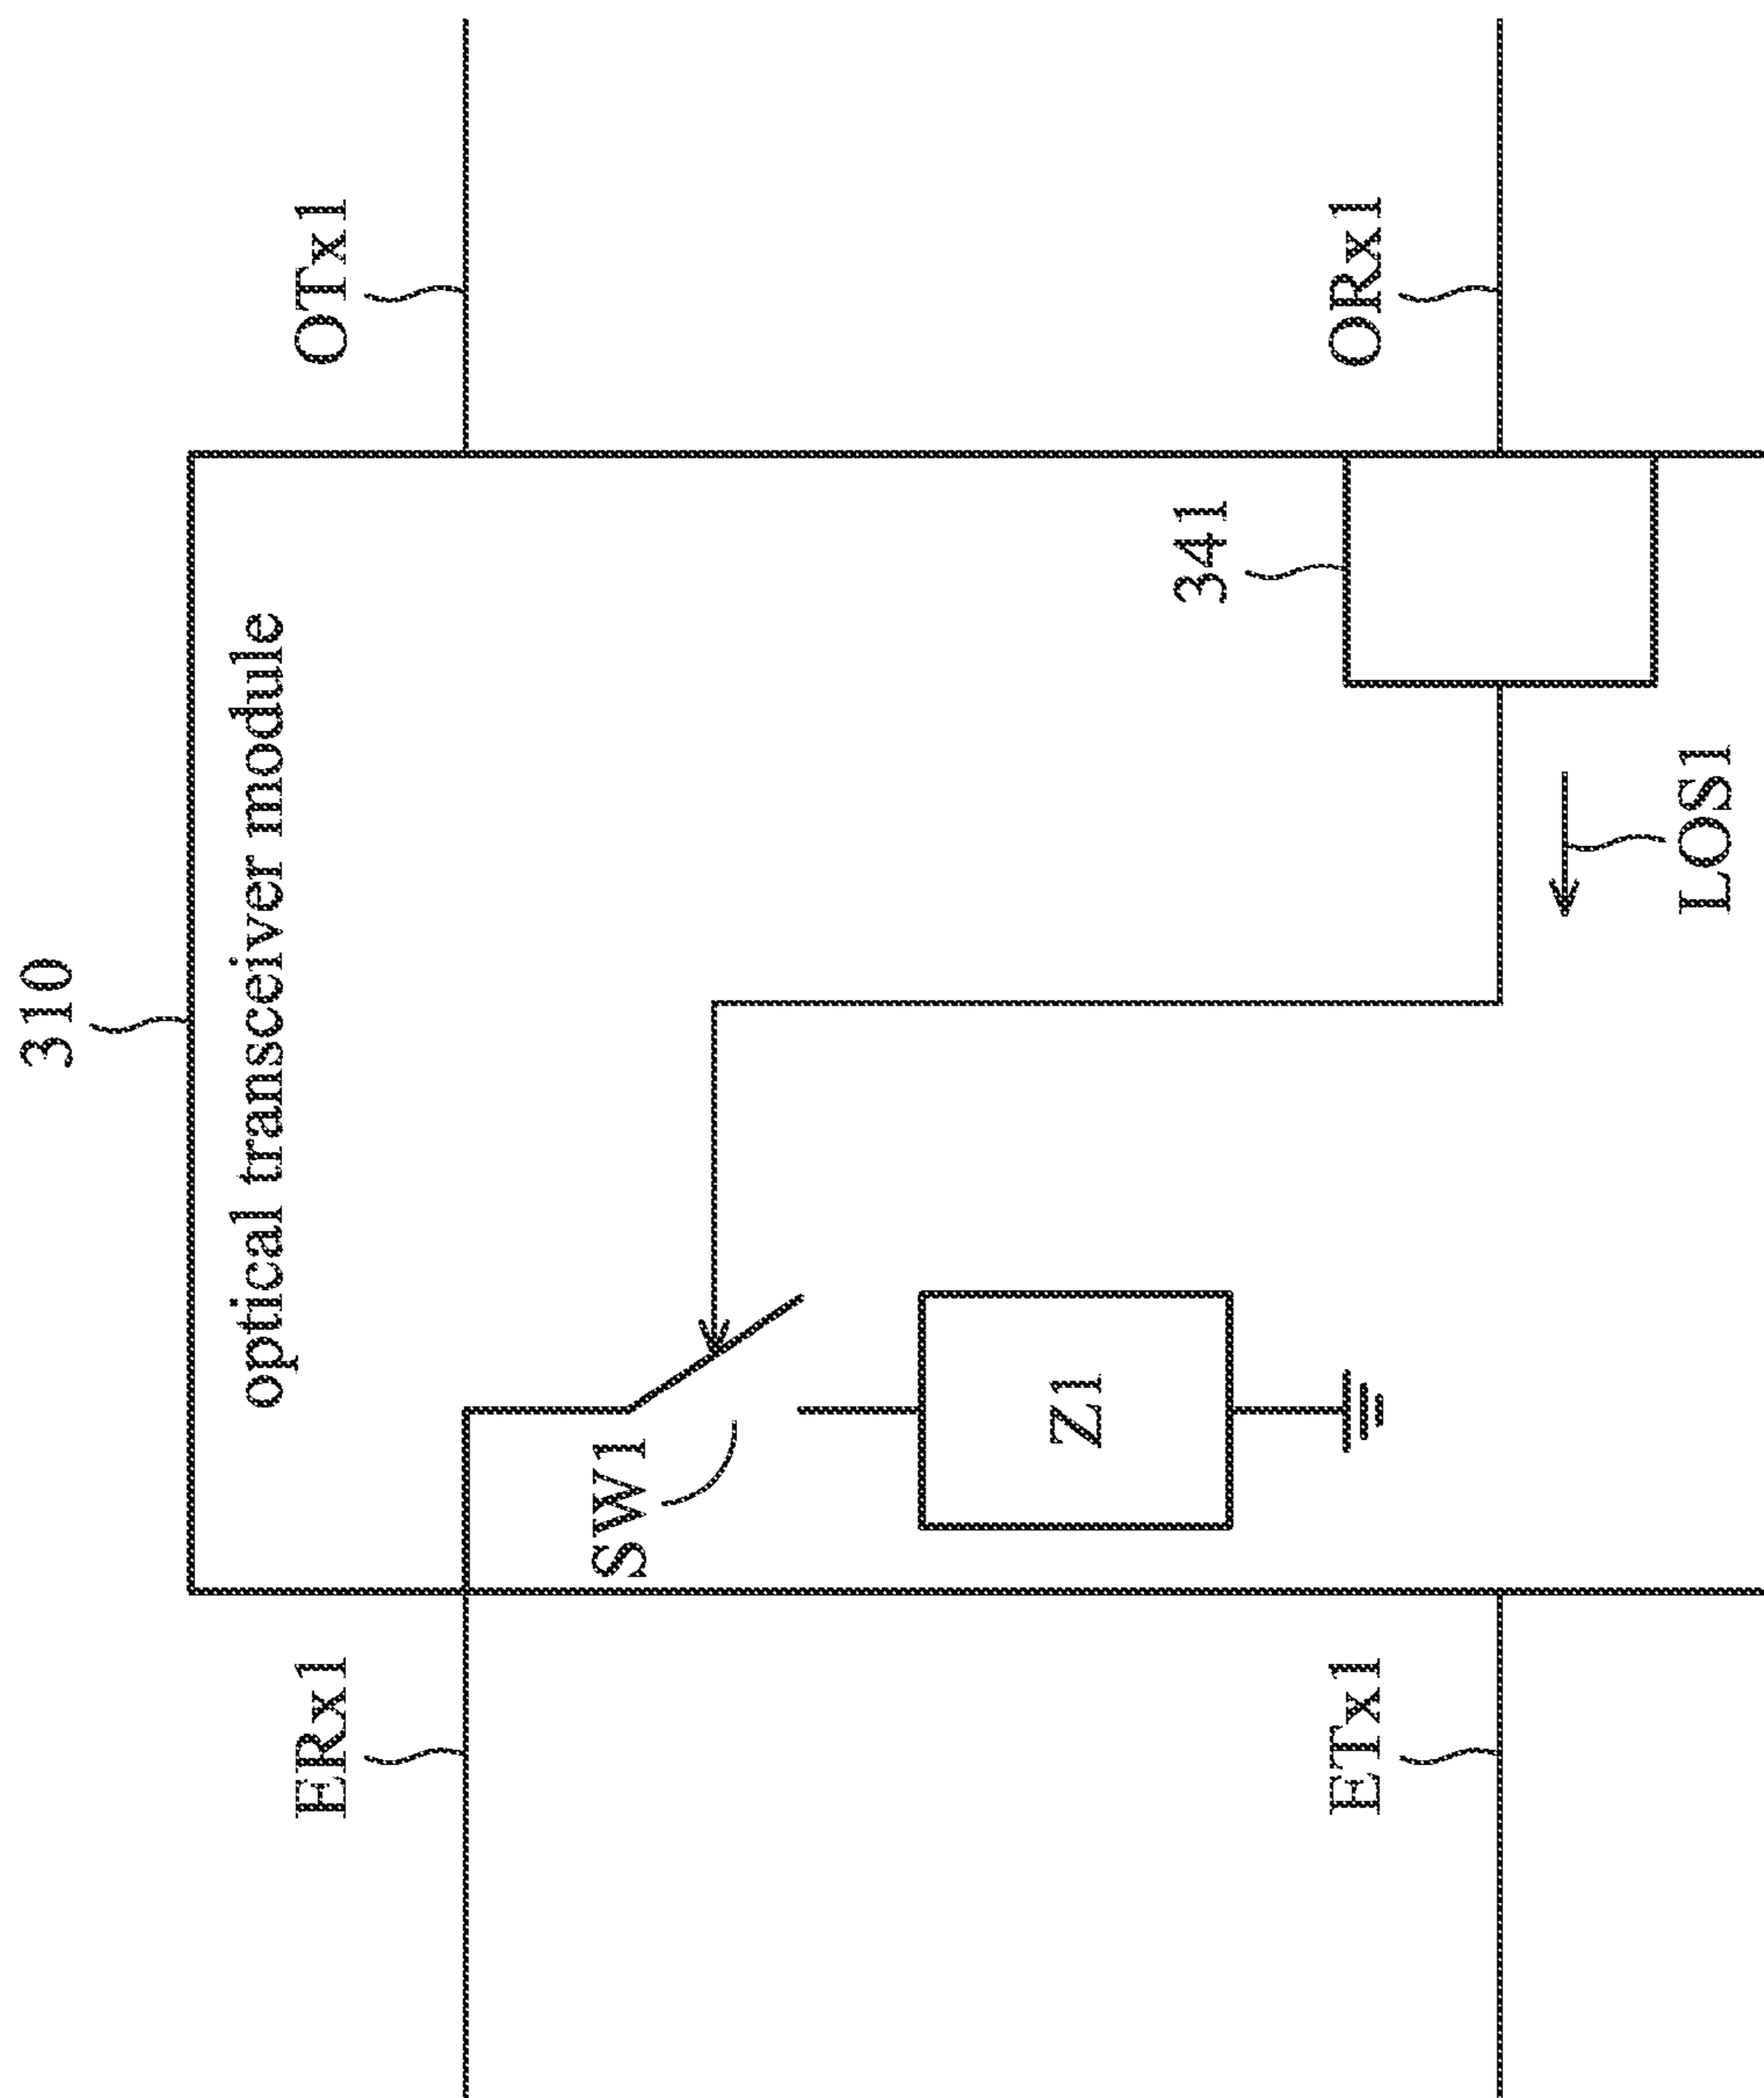 310
optical transceiver module
ERx1
OTx1
SW1
Z1
341
ETx1
ORx1
LOS1